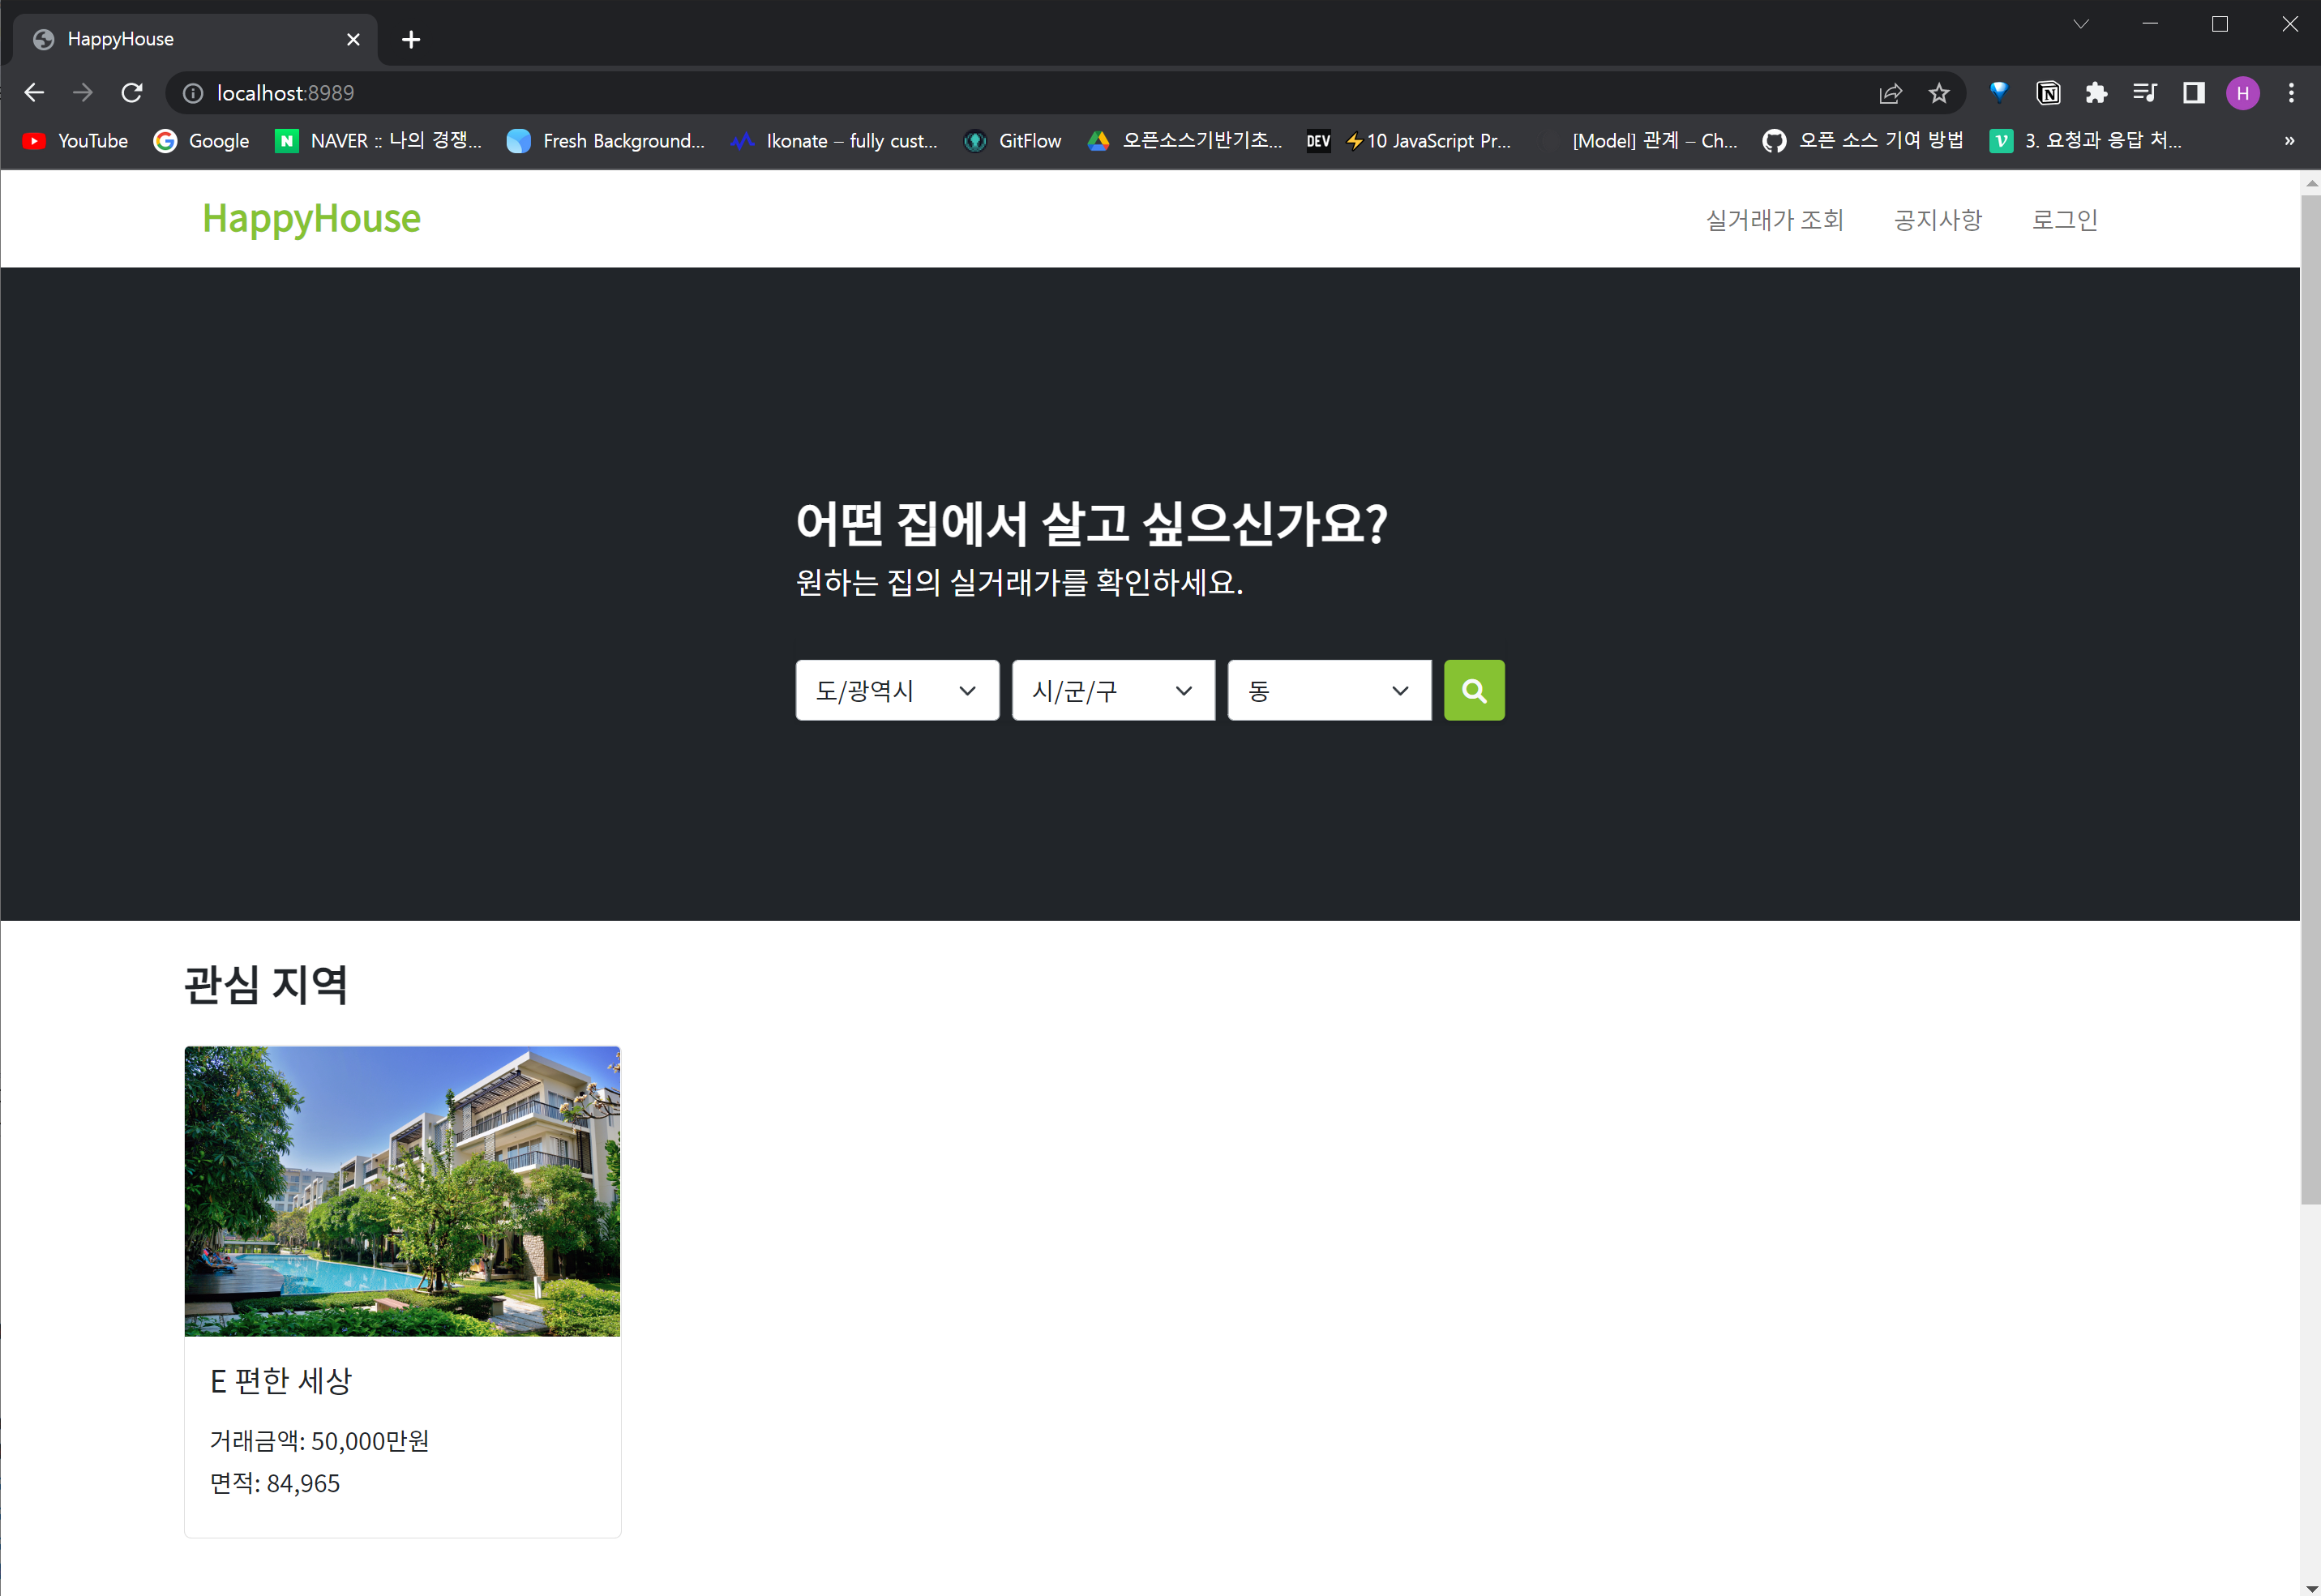 HappyHouse
localhost:8989
YouTube
Google
NAVER :: 나의 경쟁...
Fresh Background...
Ikonate – fully cust...
GitFlow
오픈소스기반기초...
DEV
⚡10 JavaScript Pr...
[Model] 관계 – Ch...
오픈 소스 기여 방법
3. 요청과 응답 처...
»
H
HappyHouse
실거래가 조회
공지사항
로그인
어떤 집에서 살고 싶으신가요?
원하는 집의 실거래가를 확인하세요.
도/광역시
시/군/구
동
관심 지역
E 편한 세상
거래금액: 50,000만원
면적: 84,965